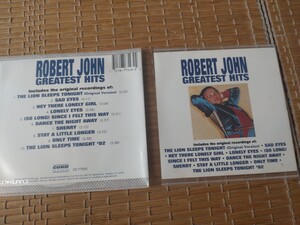 ROBERT JOHN
GREATEST HITS
Includes the original recordings of:
THE LION SLEEPS TONIGHT (Original Version)
SAD EYES
HEY THERE LONELY GIRL
LONELY EYES
(SO LONG) SINCE I FELT THIS WAY
DANCE THE NIGHT AWAY
SHERRY
STAY A LITTLE LONGER
ONLY TIME
THE LION SLEEPS TONIGHT '92
CURB
ROBERT JOHN
GREATEST HITS
Includes the original recordings of:
THE LION SLEEPS TONIGHT (Original Version) • SAD EYES
• HEY THERE LONELY GIRL • LONELY EYES • (SO LONG)
SINCE I FELT THIS WAY • DANCE THE NIGHT AWAY •
SHERRY • STAY A LITTLE LONGER • ONLY TIME •
THE LION SLEEPS TONIGHT '92